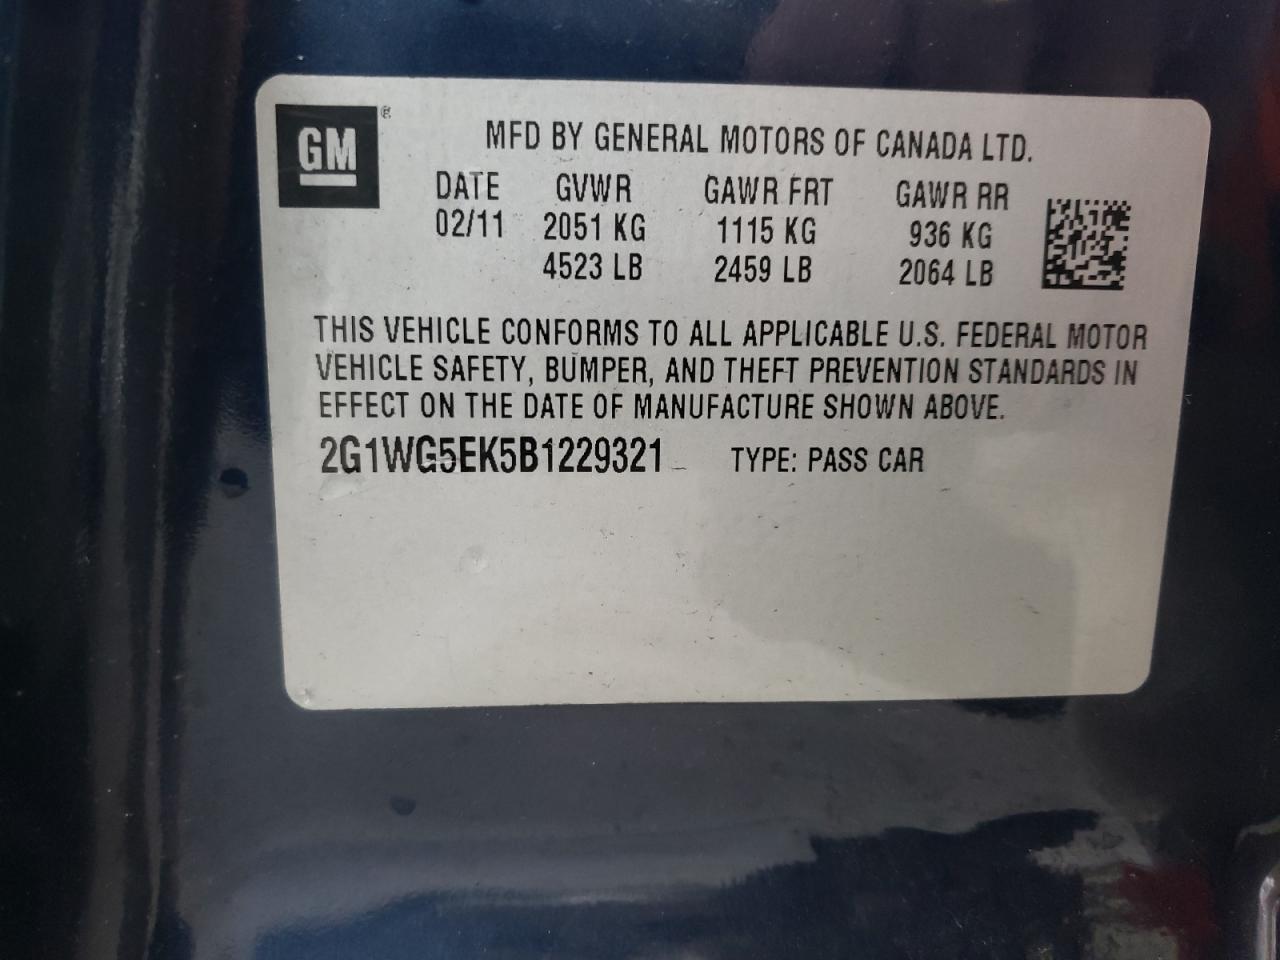 GM®
MFD BY GENERAL MOTORS OF CANADA LTD.
DATE GVWR GAWR FRT GAWR RR
02/11 2051 KG 1115 KG 936 KG
4523 LB 2459 LB 2064 LB
THIS VEHICLE CONFORMS TO ALL APPLICABLE U.S. FEDERAL MOTOR
VEHICLE SAFETY, BUMPER, AND THEFT PREVENTION STANDARDS IN
EFFECT ON THE DATE OF MANUFACTURE SHOWN ABOVE.
2G1WG5EK5B1229321 TYPE: PASS CAR